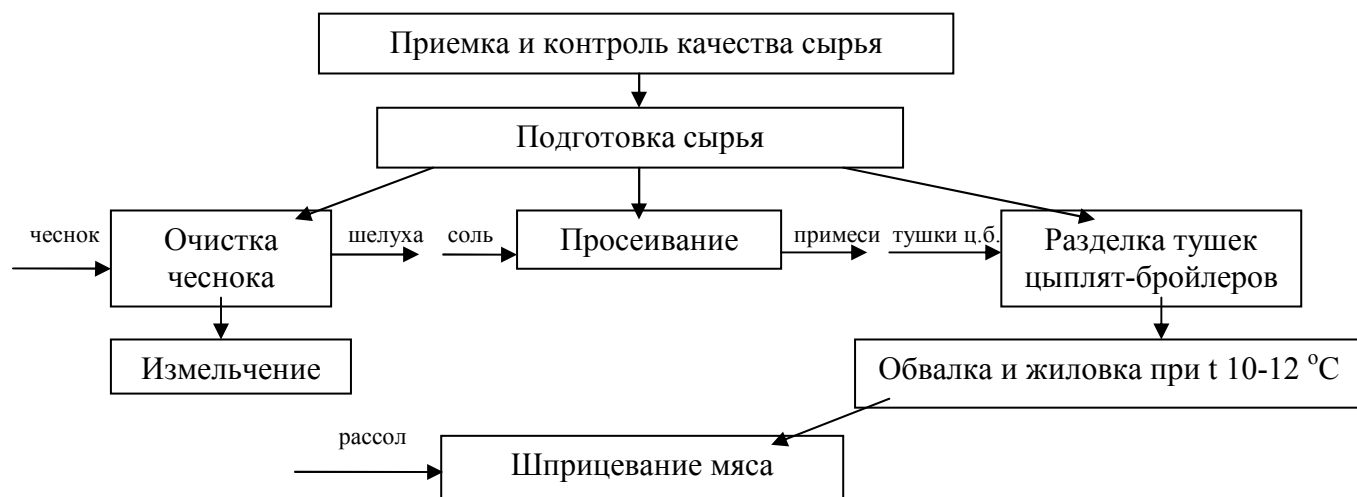 Приемка и контроль качества сырья
Подготовка сырья
чеснок
Очистка
чеснока
шелуха
соль
Просеивание
примеси
тушки ц.б.
Разделка тушек
цыплят-бройлеров
Измельчение
Обвалка и жиловка при t 10-12 °С
рассол
Шприцевание мяса